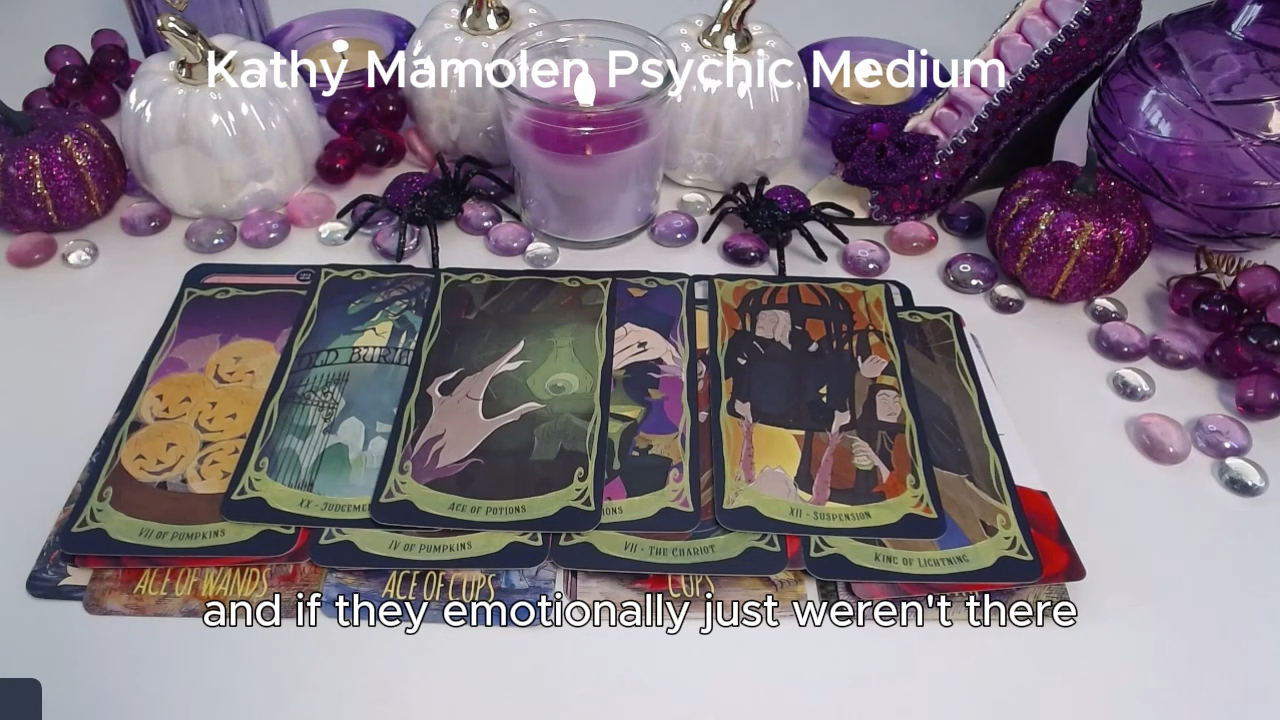 Kathy Mamolen Psychic Medium
OLD BURIA
VII OF PUMPKINS
XX - JUDGEME
ACE OF POTIONS
IONS
XII - SUSPENSION
IV OF PUMPKINS
VII - THE CHARIOT
KING OF LIGHTNING
ACE OF WANDS
ACE OF CUPS
CUPS
and if they emotionally just weren't there